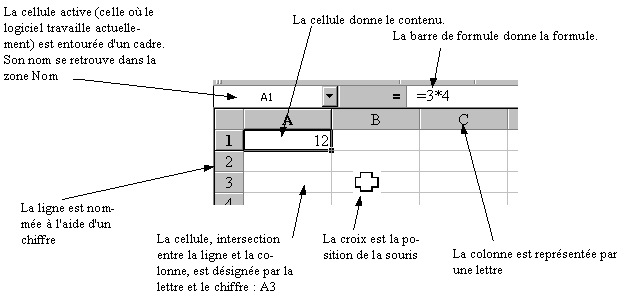 La cellule active (celle où le
logiciel travaille actuelle-
ment) est entourée d'un cadre.
Son nom se retrouve dans la
zone Nom
La cellule donne le contenu.
La barre de formule donne la formule.
A1
=
=3*4
A
B
C
1
12
2
3
4
La ligne est nom-
mée à l'aide d'un
chiffre
La cellule, intersection
entre la ligne et la co-
lonne, est désignée par la
lettre et le chiffre : A3
La croix est la po-
sition de la souris
La colonne est représentée par
une lettre